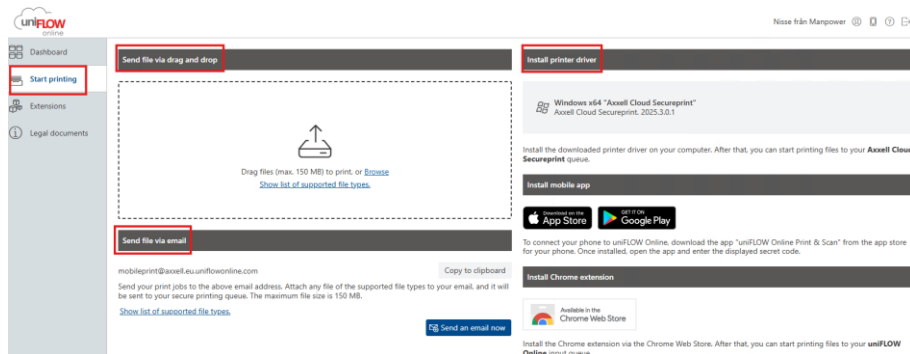 uniFLOW
online
Nisse från Manpower
Dashboard
Start printing
Extensions
Legal documents
Send file via drag and drop
Drag files (max. 150 MB) to print, or Browse
Show list of supported file types.
Send file via email
mobileprint@axxell.eu.uniflowonline.com
Copy to clipboard
Send your print jobs to the above email address. Attach any file of the supported file types to your email, and it will
be sent to your secure printing queue. The maximum file size is 150 MB.
Show list of supported file types.
Send an email now
Install printer driver
Windows x64 "Axxell Cloud Secureprint"
Axxell Cloud Secureprint, 2025.3.0.1
Install the downloaded printer driver on your computer. After that, you can start printing files to your Axxell Cloud
Secureprint queue.
Install mobile app
Download on the
App Store
GET IT ON
Google Play
To connect your phone to uniFLOW Online, download the app "uniFLOW Online Print & Scan" from the app store
for your phone. Once installed, open the app and enter the displayed secret code.
Install Chrome extension
Available in the
Chrome Web Store
Install the Chrome extension via the Chrome Web Store. After that, you can start printing files to your uniFLOW
Online input queue.